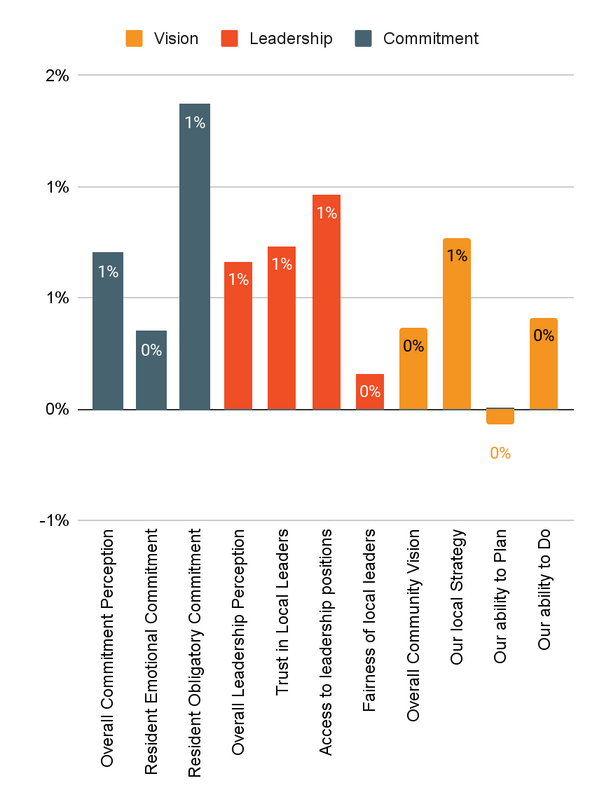 Vision Leadership Commitment
2%
1%
1%
0%
-1%
1%
0%
1%
1%
1%
1%
0%
0%
1%
0%
0%
Overall Commitment Perception
Resident Emotional Commitment
Resident Obligatory Commitment
Overall Leadership Perception
Trust in Local Leaders
Access to leadership positions
Fairness of local leaders
Overall Community Vision
Our local Strategy
Our ability to Plan
Our ability to Do